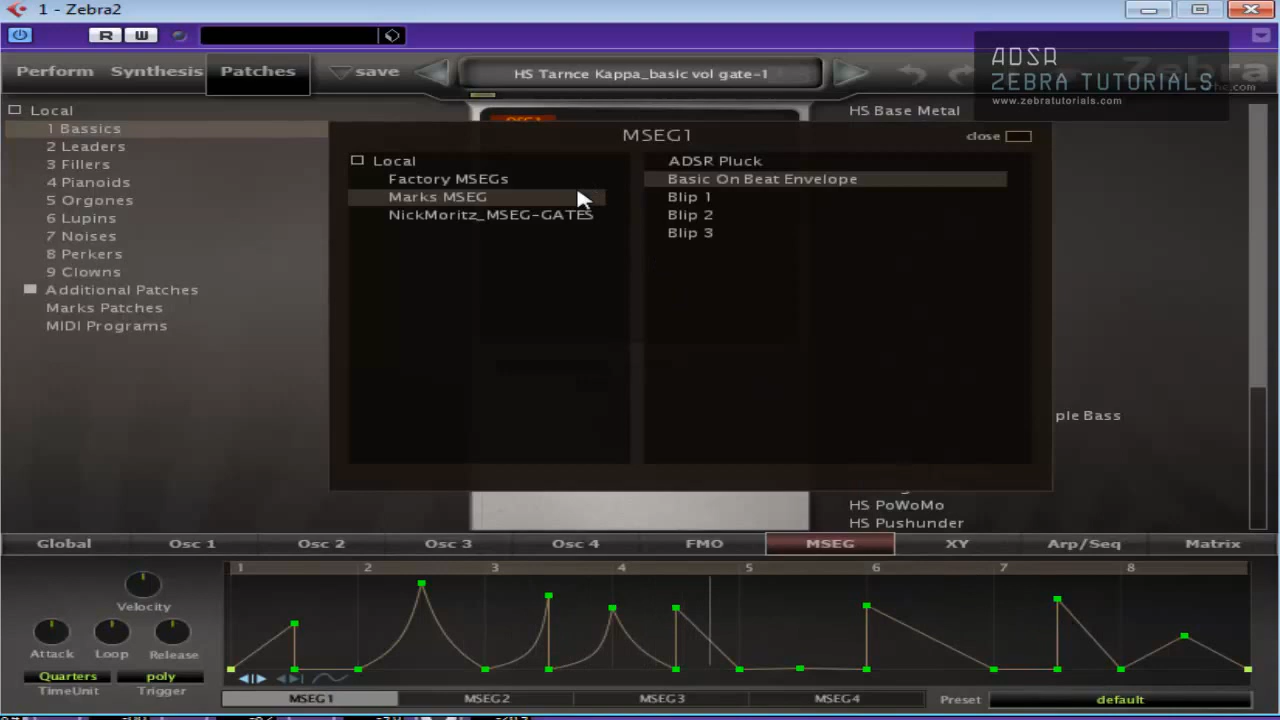 1 - Zebra2
R W
ADSR
ZEBRA TUTORIALS
www.zebratutorials.com
Perform Synthesis Patches save HS Tarnce Kappa_basic vol gate-1
Local
1 Bassics
2 Leaders
3 Fillers
4 Pianoids
5 Orgones
6 Lupins
7 Noises
8 Perkers
9 Clowns
Additional Patches
Marks Patches
MIDI Programs
MSEG1
close
Local
Factory MSEGs
Marks MSEG
NickMoritz_MSEG-GATES
ADSR Pluck
Basic On Beat Envelope
Blip 1
Blip 2
Blip 3
HS Base Metal
ple Bass
HS PoWoMo
HS Pushunder
Global Osc 1 Osc 2 Osc 3 Osc 4 FMO MSEG XY Arp/Seq Matrix
1 2 3 4 5 6 7 8
Velocity
Attack Loop Release
Quarters poly
TimeUnit Trigger
MSEG1 MSEG2 MSEG3 MSEG4 Preset default